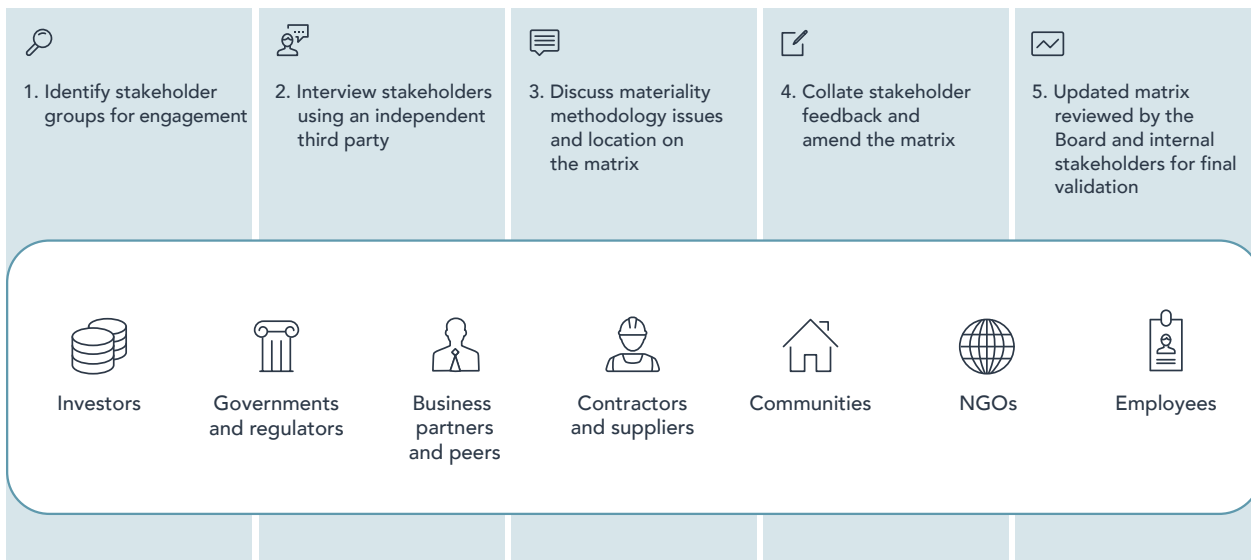 1. Identify stakeholder
groups for engagement
2. Interview stakeholders
using an independent
third party
3. Discuss materiality
methodology issues
and location on
the matrix
4. Collate stakeholder
feedback and
amend the matrix
5. Updated matrix
reviewed by the
Board and internal
stakeholders for final
validation
Investors
Governments
and regulators
Business
partners
and peers
Contractors
and suppliers
Communities
NGOs
Employees